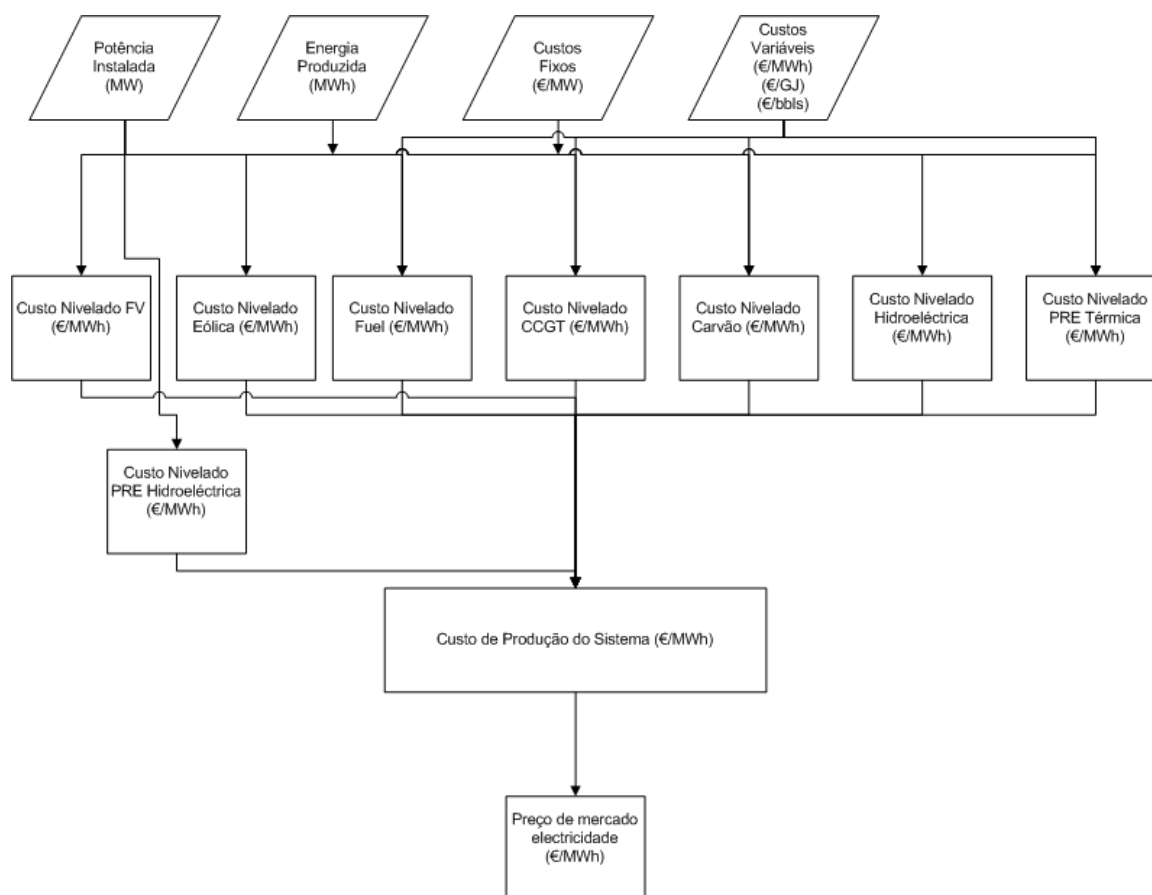 Potência
Instalada
(MW)
Energia
Produzida
(MWh)
Custos
Fixos
(€/MW)
Custos
Variáveis
(€/MWh)
(€/GJ)
(€/bbls)
Custo Nivelado FV
(€/MWh)
Custo Nivelado
Eólica (€/MWh)
Custo Nivelado
Fuel (€/MWh)
Custo Nivelado
CCGT (€/MWh)
Custo Nivelado
Carvão (€/MWh)
Custo Nivelado
Hidroeléctrica
(€/MWh)
Custo Nivelado
PRE Térmica
(€/MWh)
Custo Nivelado
PRE Hidroeléctrica
(€/MWh)
Custo de Produção do Sistema (€/MWh)
Preço de mercado
electricidade
(€/MWh)